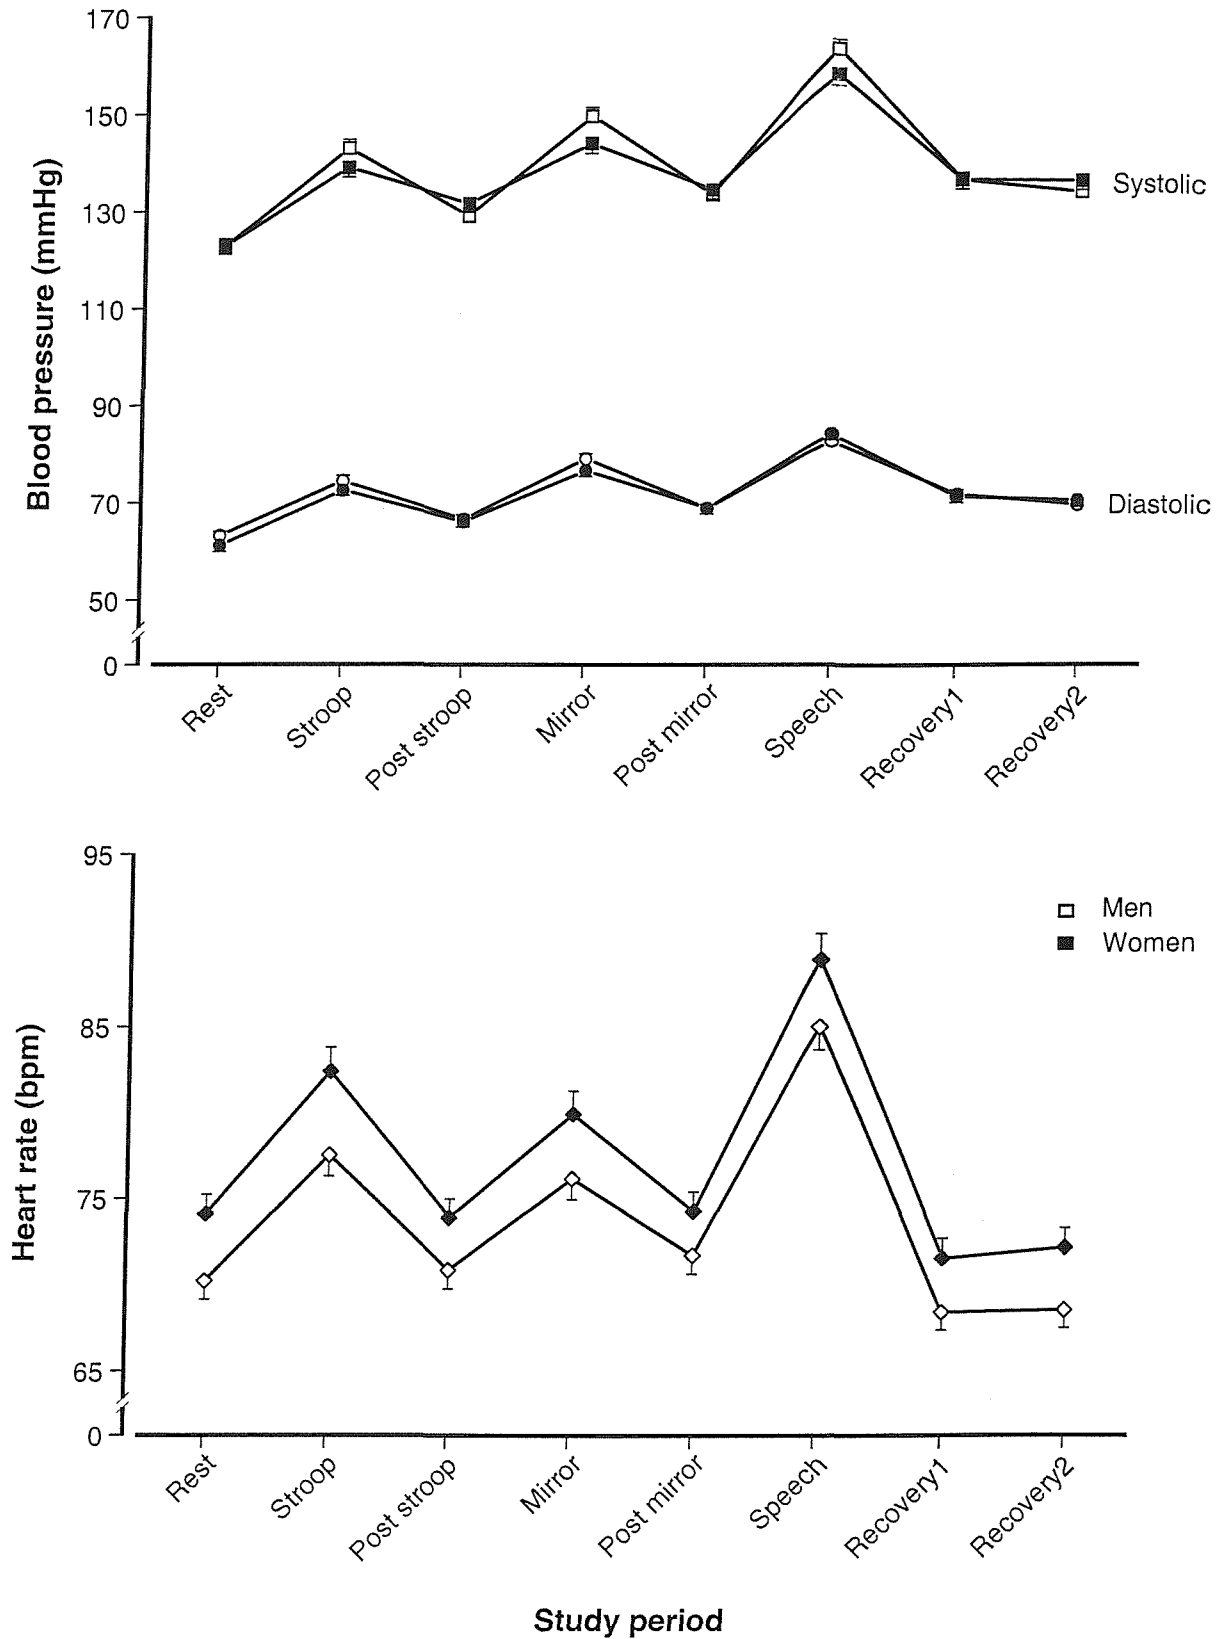 170
150
130
110
90
70
50
0
Blood pressure (mmHg)
Systolic
Diastolic
Rest
Stroop
Post stroop
Mirror
Post mirror
Speech
Recovery1
Recovery2
95
85
75
65
0
Heart rate (bpm)
Men
Women
Rest
Stroop
Post stroop
Mirror
Post mirror
Speech
Recovery1
Recovery2
Study period